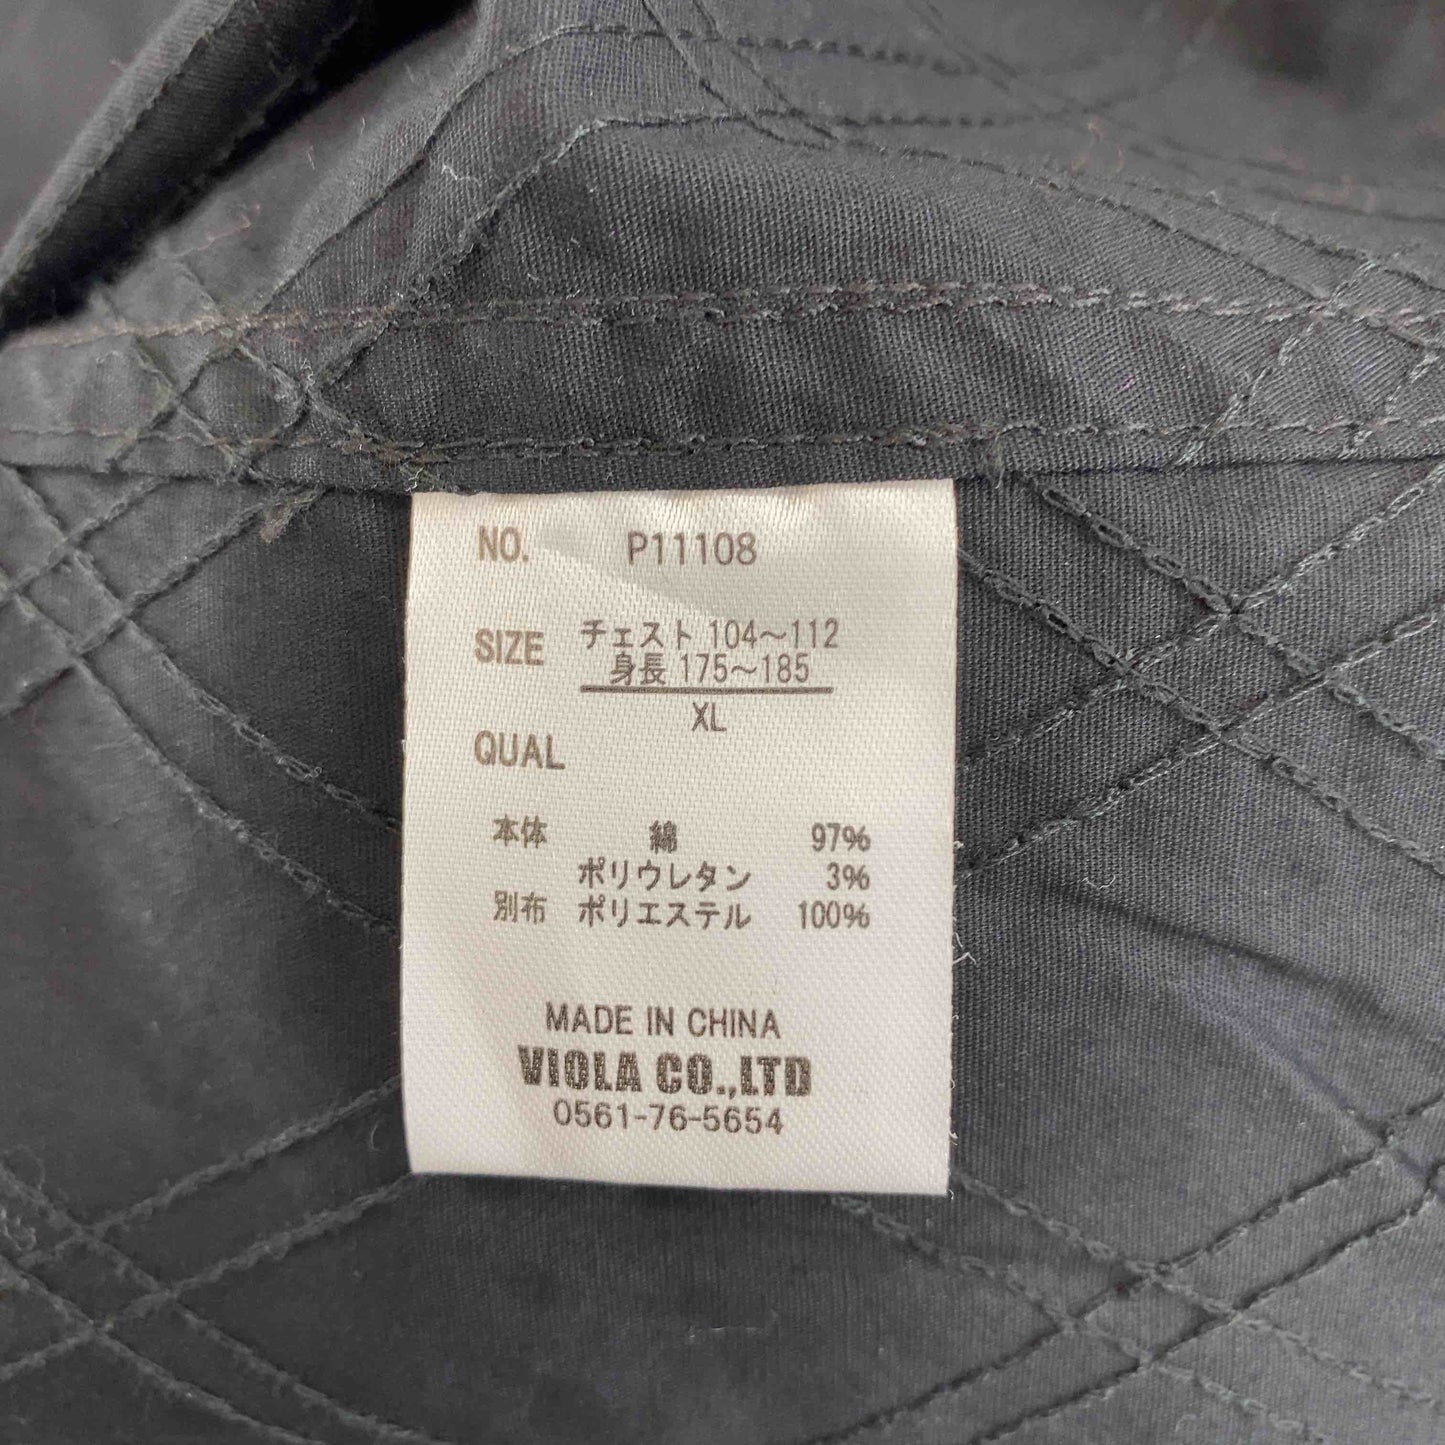 NO. P11108
SIZE チェスト 104～112
身長 175～185
XL
QUAL
本体 綿 97%
ポリウレタン 3%
別布 ポリエステル 100%
MADE IN CHINA
VIOLA CO.,LTD
0561-76-5654